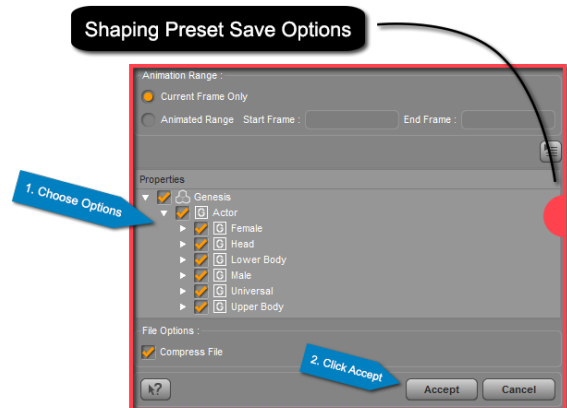 Shaping Preset Save Options
Animation Range :
Current Frame Only
Animated Range Start Frame : End Frame :
Properties
1. Choose Options
Genesis
G Actor
G Female
G Head
G Lower Body
G Male
G Universal
G Upper Body
File Options :
Compress File
2. Click Accept
? Accept Cancel